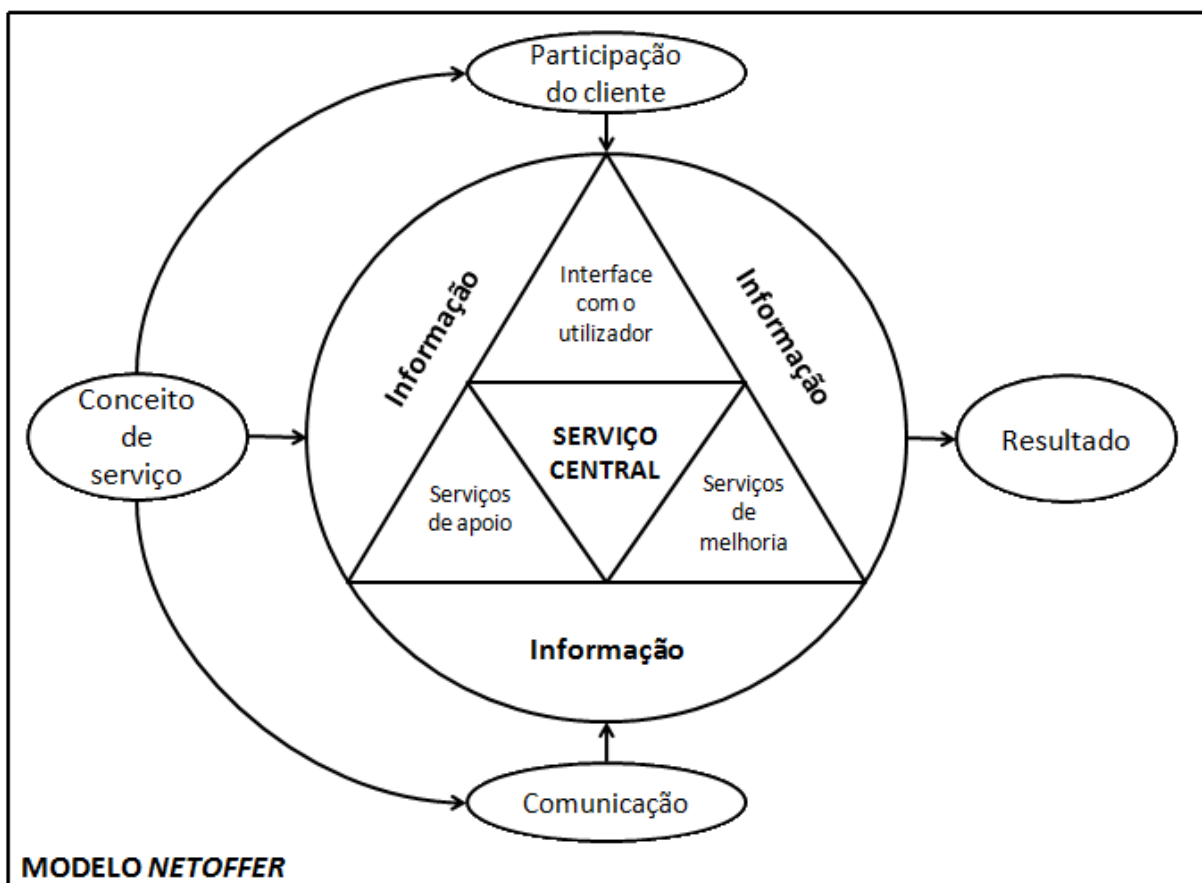 Participação
do cliente
Informação
Interface
com o
utilizador
Informação
Conceito
de
serviço
SERVIÇO
CENTRAL
Resultado
Serviços
de apoio
Serviços
de
melhoria
Informação
Comunicação
MODELO NETOFFER